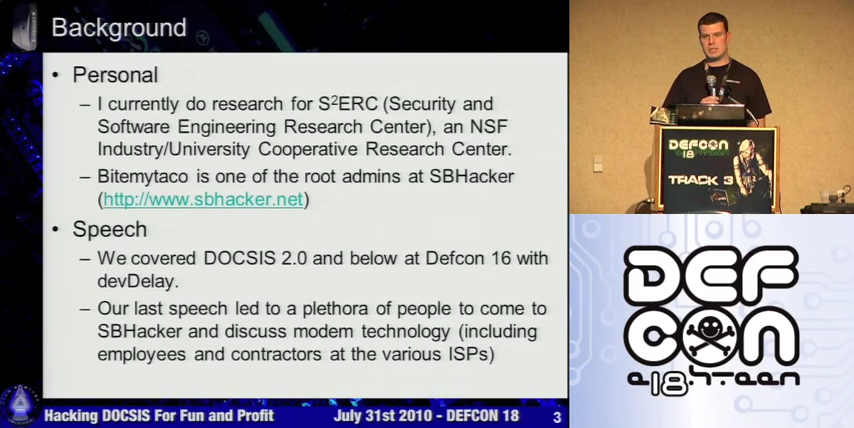 Background
• Personal
– I currently do research for S²ERC (Security and
Software Engineering Research Center), an NSF
Industry/University Cooperative Research Center.
– Bitemytaco is one of the root admins at SBHacker
(http://www.sbhacker.net)
• Speech
– We covered DOCSIS 2.0 and below at Defcon 16 with
devDelay.
– Our last speech led to a plethora of people to come to
SBHacker and discuss modem technology (including
employees and contractors at the various ISPs)
Hacking DOCSIS For Fun and Profit
July 31st 2010 - DEFCON 18
3
DEFCON
18
TRACK 3
DEF
CON
e18hteen